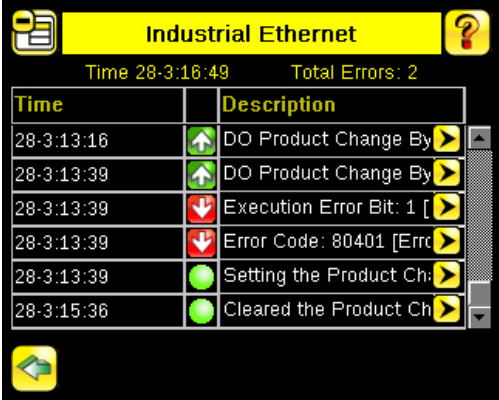 Industrial Ethernet
?
Time 28-3:16:49 Total Errors: 2
Time Description
28-3:13:16 DO Product Change By
28-3:13:39 DO Product Change By
28-3:13:39 Execution Error Bit: 1 [
28-3:13:39 Error Code: 80401 [Erro
28-3:13:39 Setting the Product Ch
28-3:15:36 Cleared the Product Ch